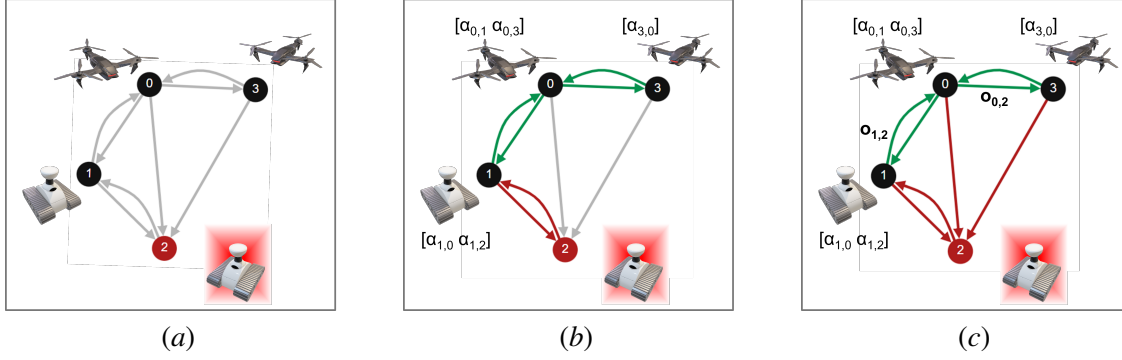 0
3
1
2
(a)
[α0,1 α0,3]
[α3,0]
0
3
1
2
[α1,0 α1,2]
(b)
[α0,1 α0,3]
[α3,0]
0
3
o0,2
o1,2
1
2
[α1,0 α1,2]
(c)